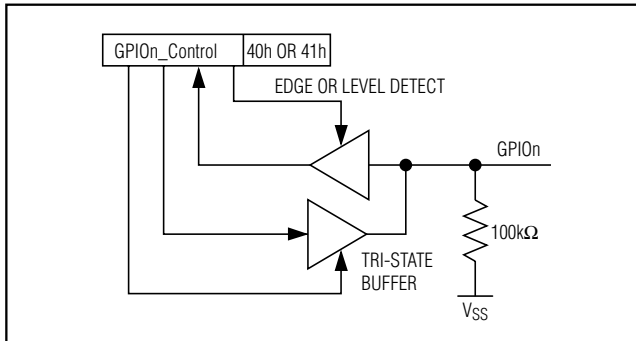 GPIOn_Control 40h OR 41h
EDGE OR LEVEL DETECT
GPIOn
100kΩ
TRI-STATE
BUFFER
VSS